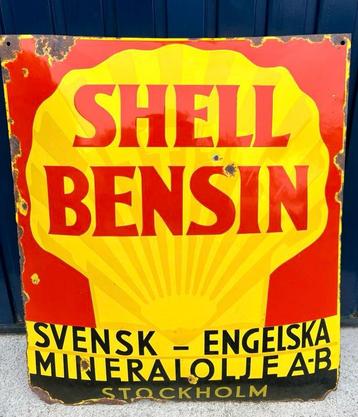 SHELL
BENSIN
SVENSK – ENGELSKA
MINERALOLJE A-B
STOCKHOLM